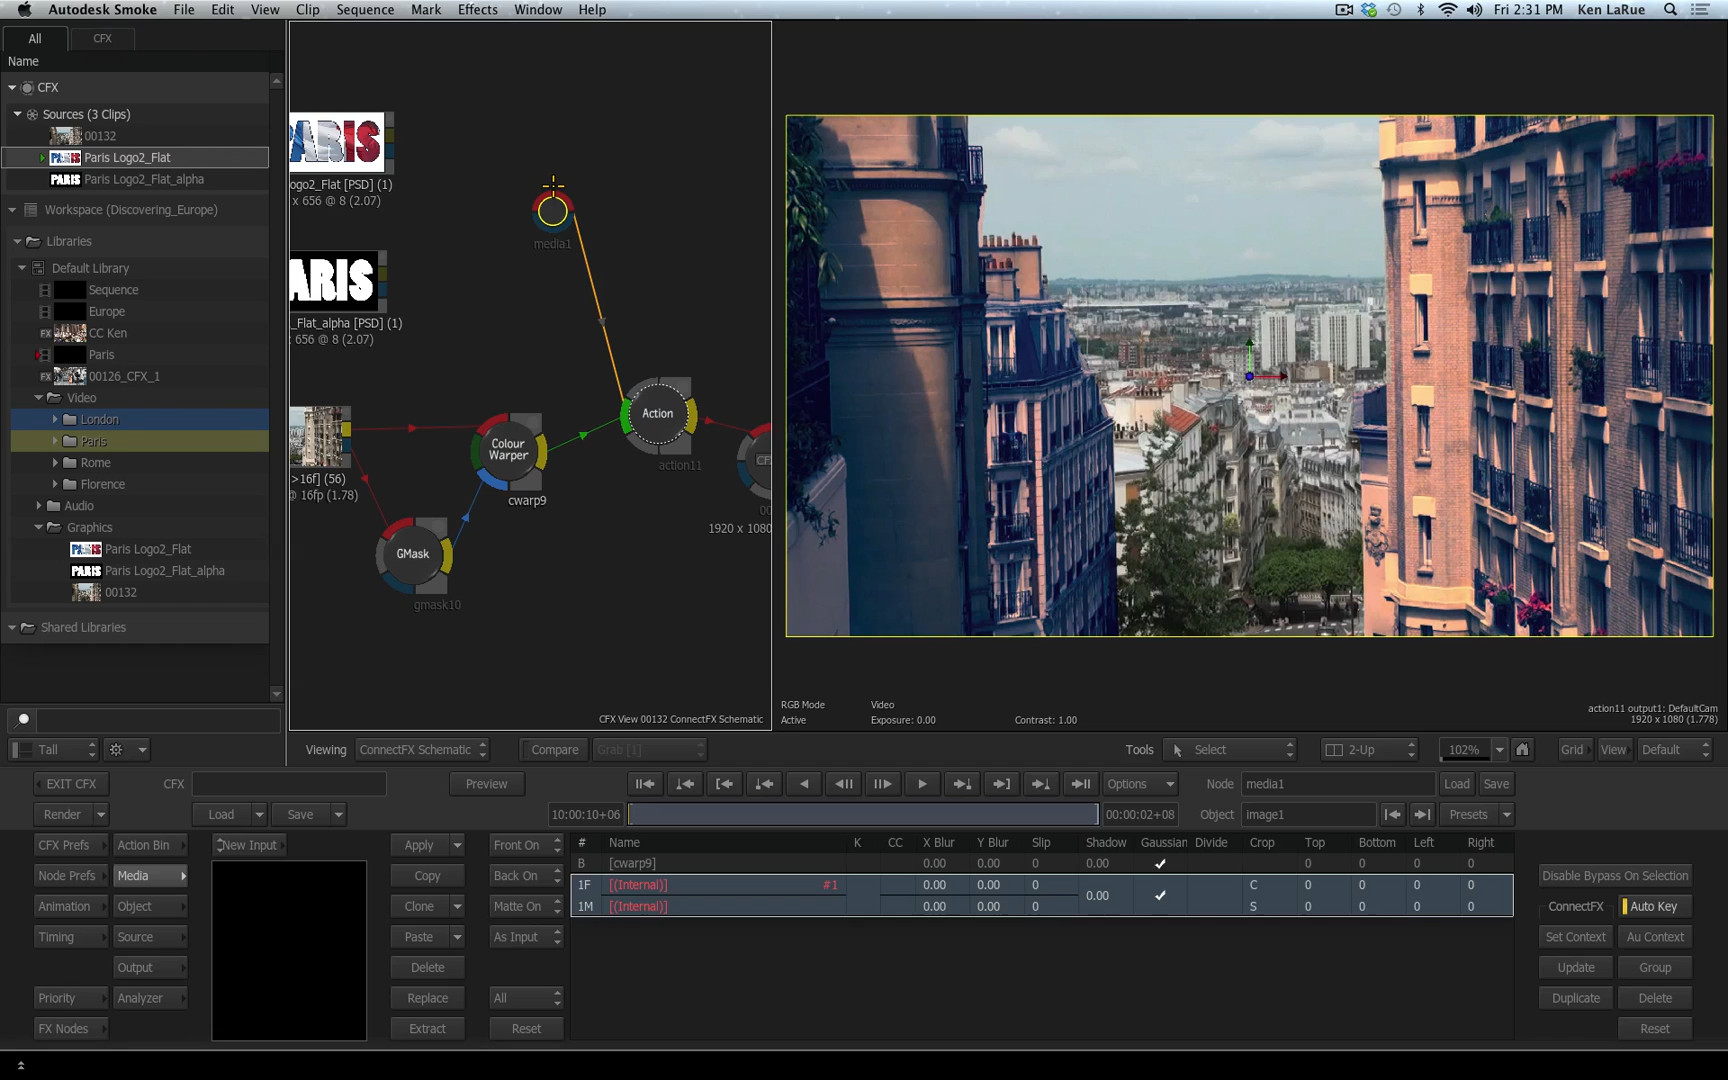 Autodesk Smoke File Edit View Clip Sequence Mark Effects Window Help Fri 2:31 PM Ken LaRue
All CFX
Name
CFX
Sources (3 Clips)
00132
Paris Logo2_Flat
Paris Logo2_Flat_alpha
Workspace (Discovering_Europe)
Libraries
Default Library
Sequence
Europe
FX CC Ken
Paris
FX 00126_CFX_1
Video
London
Paris
Rome
Florence
Audio
Graphics
Paris Logo2_Flat
Paris Logo2_Flat_alpha
00132
Shared Libraries
ARIS
ogo2_Flat [PSD] (1)
x 656 @ 8 (2.07)
media1
ARIS
_Flat_alpha [PSD] (1)
656 @ 8 (2.07)
Action
action11
Colour
Warper
cwarp9
>16f] (56)
@ 16fp (1.78)
CF
00
1920 x 1080
GMask
gmask10
CFX View 00132 ConnectFX Schematic
RGB Mode Video
Active Exposure: 0.00 Contrast: 1.00
action11 output1: DefaultCam
1920 x 1080 (1.778)
Tall Viewing ConnectFX Schematic Compare Grab [1] Tools Select 2-Up 102% Grid View Default
EXIT CFX CFX Preview Options Node media1 Load Save
Render Load Save 10:00:10+06 00:00:02+08 Object image1 Presets
CFX Prefs Action Bin New Input Apply Front On # Name K CC X Blur Y Blur Slip Shadow Gaussian Divide Crop Top Bottom Left Right
B [cwarp9] 0.00 0.00 0 0.00
Node Prefs Media Copy Back On 1F [(Internal)] #1 0.00 0.00 0 0.00 C 0 0 0 0 Disable Bypass On Selection
Animation Object Clone Matte On 1M [(Internal)] 0.00 0.00 0 S 0 0 0 0 ConnectFX Auto Key
Timing Source Paste As Input Set Context Au Context
Output Delete Update Group
Priority Analyzer Replace All Duplicate Delete
FX Nodes Extract Reset Reset